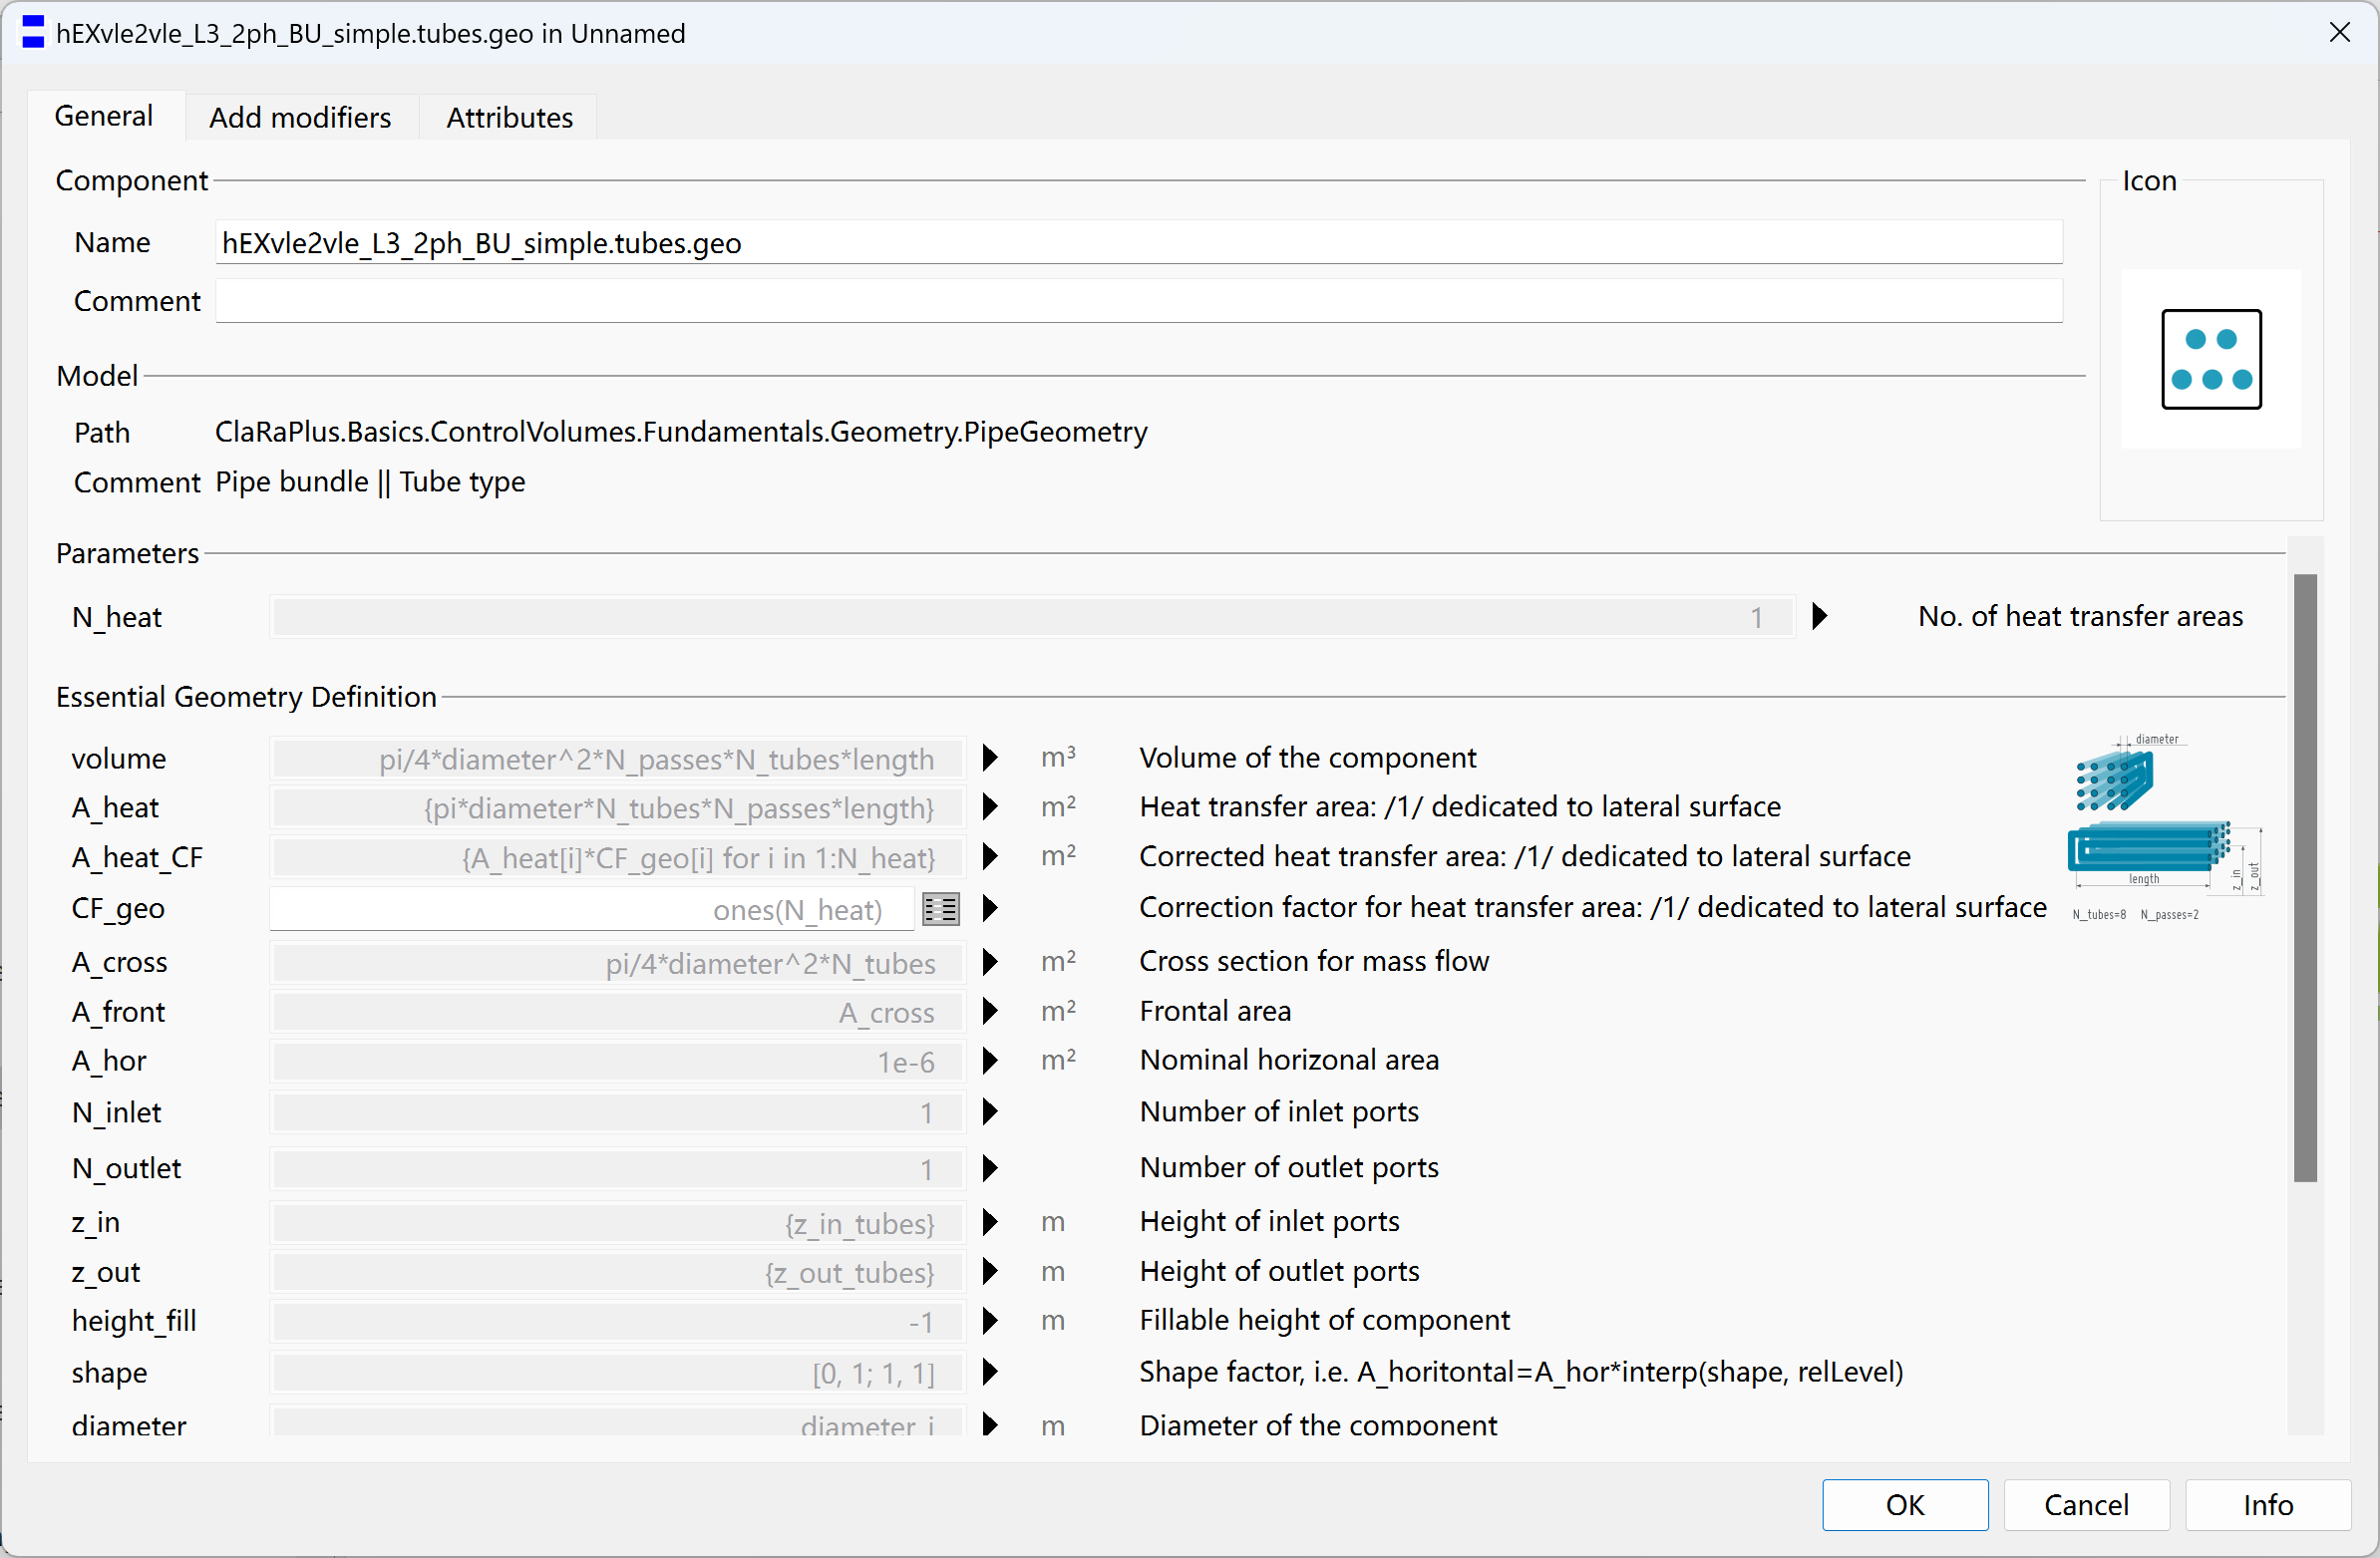 hEXvle2vle_L3_2ph_BU_simple.tubes.geo in Unnamed
General Add modifiers Attributes
Component
Icon
Name hEXvle2vle_L3_2ph_BU_simple.tubes.geo
Comment
Model
Path ClaRaPlus.Basics.ControlVolumes.Fundamentals.Geometry.PipeGeometry
Comment Pipe bundle || Tube type
Parameters
N_heat 1 No. of heat transfer areas
Essential Geometry Definition
volume pi/4*diameter^2*N_passes*N_tubes*length m³ Volume of the component
A_heat {pi*diameter*N_tubes*N_passes*length} m² Heat transfer area: /1/ dedicated to lateral surface
A_heat_CF {A_heat[i]*CF_geo[i] for i in 1:N_heat} m² Corrected heat transfer area: /1/ dedicated to lateral surface
CF_geo ones(N_heat) Correction factor for heat transfer area: /1/ dedicated to lateral surface
A_cross pi/4*diameter^2*N_tubes m² Cross section for mass flow
A_front A_cross m² Frontal area
A_hor 1e-6 m² Nominal horizonal area
N_inlet 1 Number of inlet ports
N_outlet 1 Number of outlet ports
z_in {z_in_tubes} m Height of inlet ports
z_out {z_out_tubes} m Height of outlet ports
height_fill -1 m Fillable height of component
shape [0, 1; 1, 1] Shape factor, i.e. A_horitontal=A_hor*interp(shape, relLevel)
diameter diameter_i m Diameter of the component
diameter
length
z_in
z_out
N_tubes=8 N_passes=2
OK Cancel Info